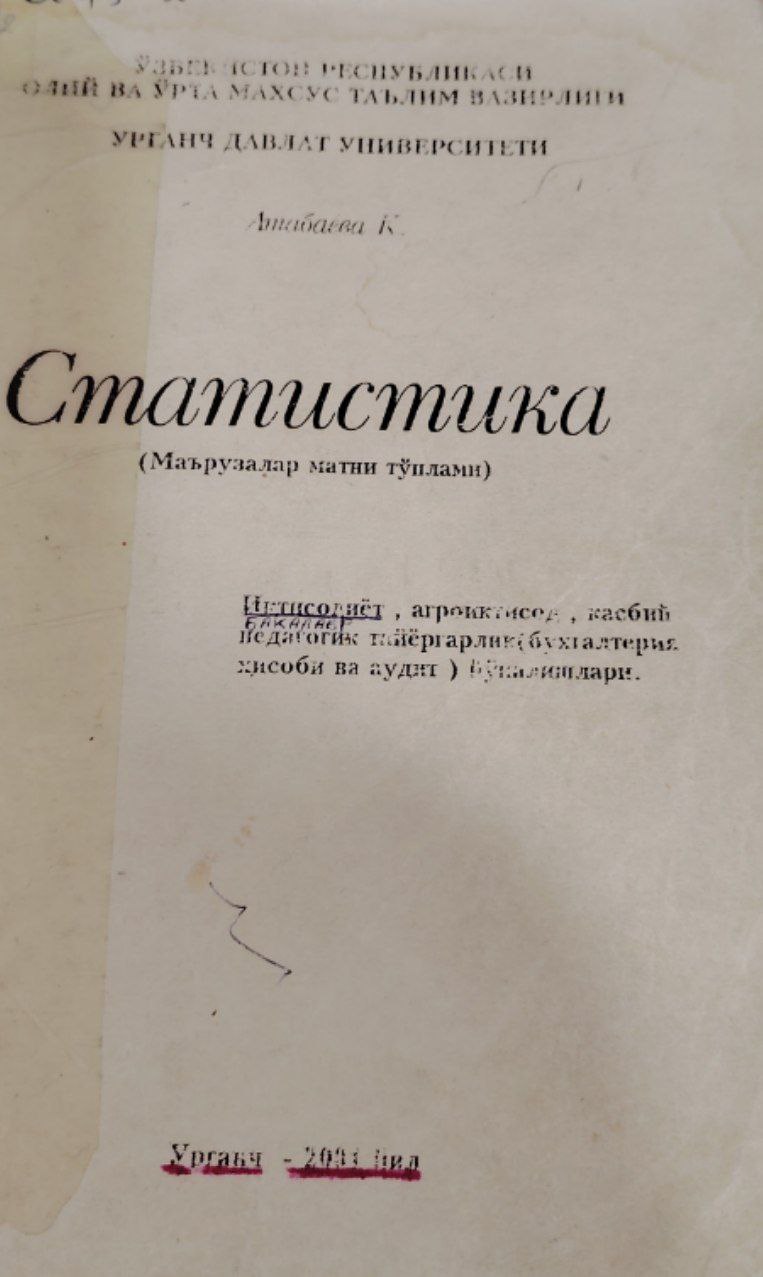 ЎЗБЕКИСТОН РЕСПУБЛИКАСИ
ОЛИЙ ВА ЎРТА МАХСУС ТАЪЛИМ ВАЗИРЛИГИ
УРГАНЧ ДАВЛАТ УНИВЕРСИТЕТИ
Атабаева К.
Статистика
(Маърузалар матни тўплами)
Иқтисодиёт , агроиқтисод , касбий
БАКАЛАВР
педагогик тайёргарлик(бухгалтерия
ҳисоби ва аудит ) йўналишлари.
Урганч - йил